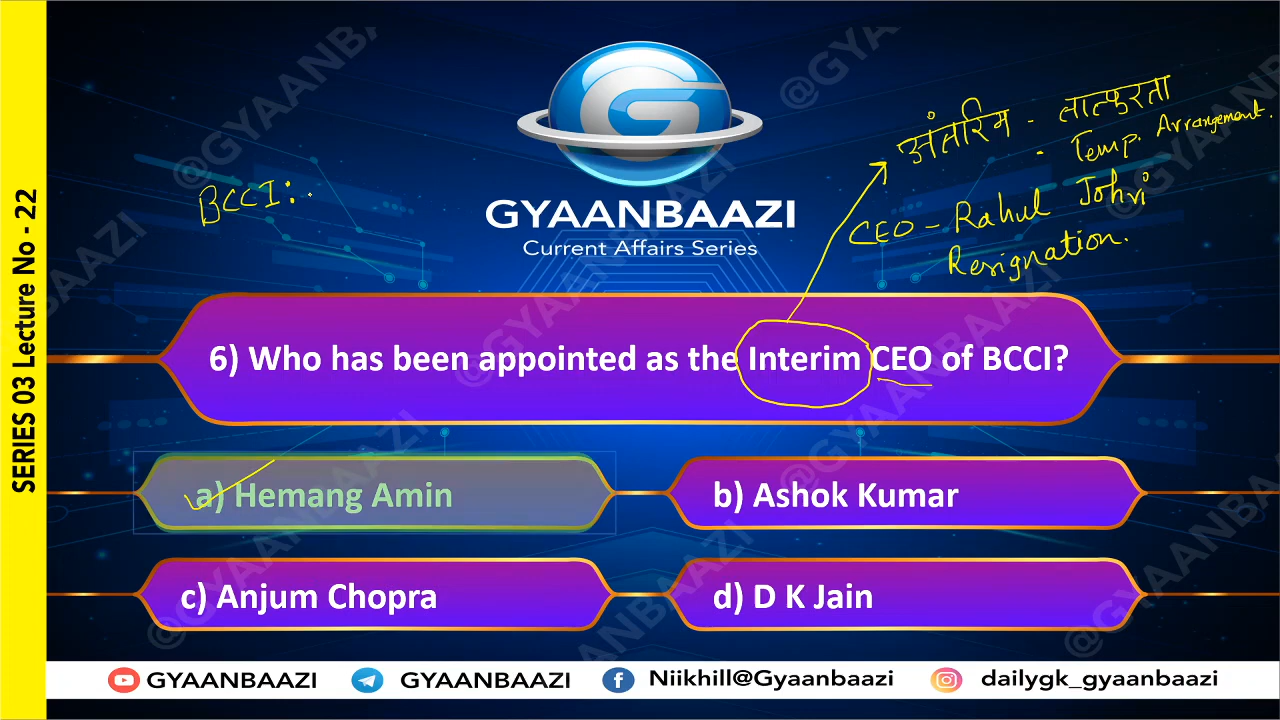 SERIES 03 Lecture No - 22
GYAANBAAZI
Current Affairs Series
BCCI:
अंतरिम - तात्पुरता
- Temp. Arrangement.
CEO - Rahul Johri
Resignation.
6) Who has been appointed as the Interim CEO of BCCI?
a) Hemang Amin
b) Ashok Kumar
c) Anjum Chopra
d) D K Jain
GYAANBAAZI
GYAANBAAZI
Niikhill@Gyaanbaazi
dailygk_gyaanbaazi
@GYAANBAAZI